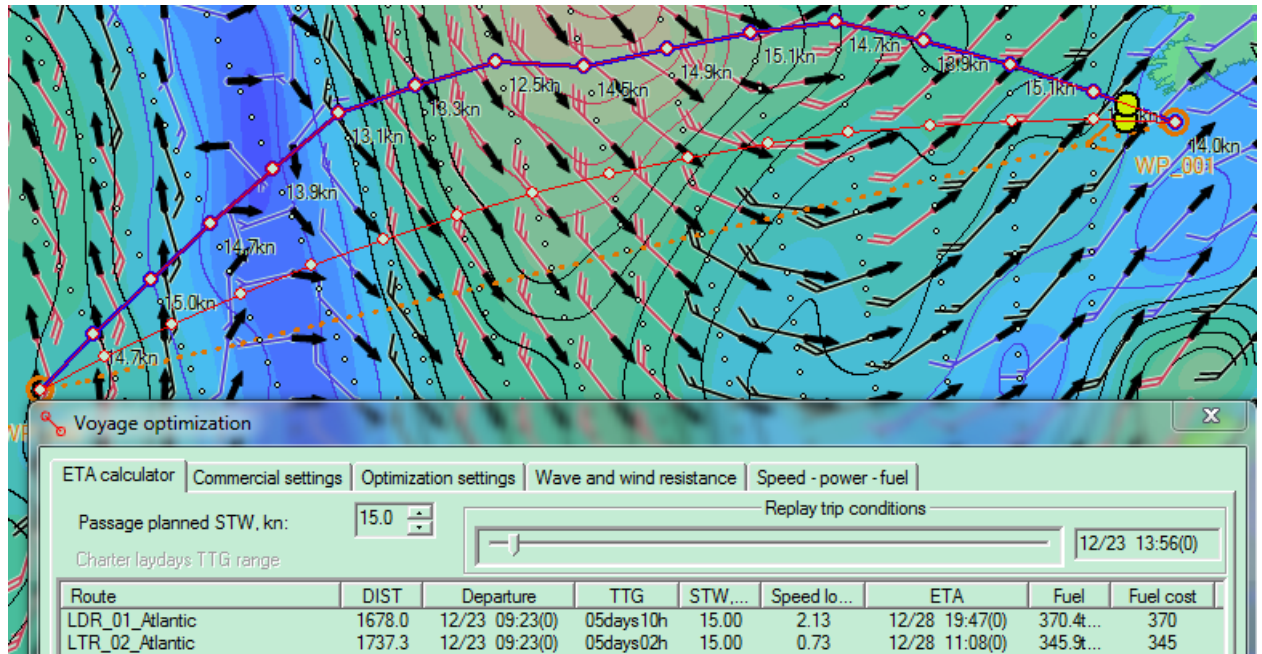 15.1kn
14.7kn
13.9kn
14.9kn
12.5kn
14.5kn
15.1kn
13.3kn
13.1kn
14.0kn
WP_001
13.9kn
14.7kn
15.0kn
14.7kn
Voyage optimization
ETA calculator Commercial settings Optimization settings Wave and wind resistance Speed - power - fuel
Passage planned STW, kn: 15.0 Replay trip conditions
12/23 13:56(0)
Charter laydays TTG range
Route DIST Departure TTG STW,... Speed lo... ETA Fuel Fuel cost
LDR_01_Atlantic 1678.0 12/23 09:23(0) 05days10h 15.00 2.13 12/28 19:47(0) 370.4t... 370
LTR_02_Atlantic 1737.3 12/23 09:23(0) 05days02h 15.00 0.73 12/28 11:08(0) 345.9t... 345